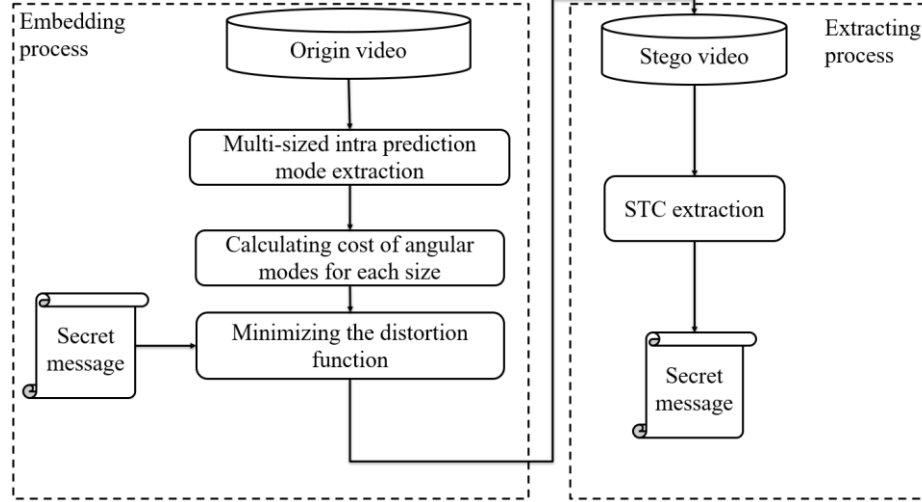 Embedding
process
Origin video
Multi-sized intra prediction
mode extraction
Calculating cost of angular
modes for each size
Secret
message
Minimizing the distortion
function
Extracting
process
Stego video
STC extraction
Secret
message